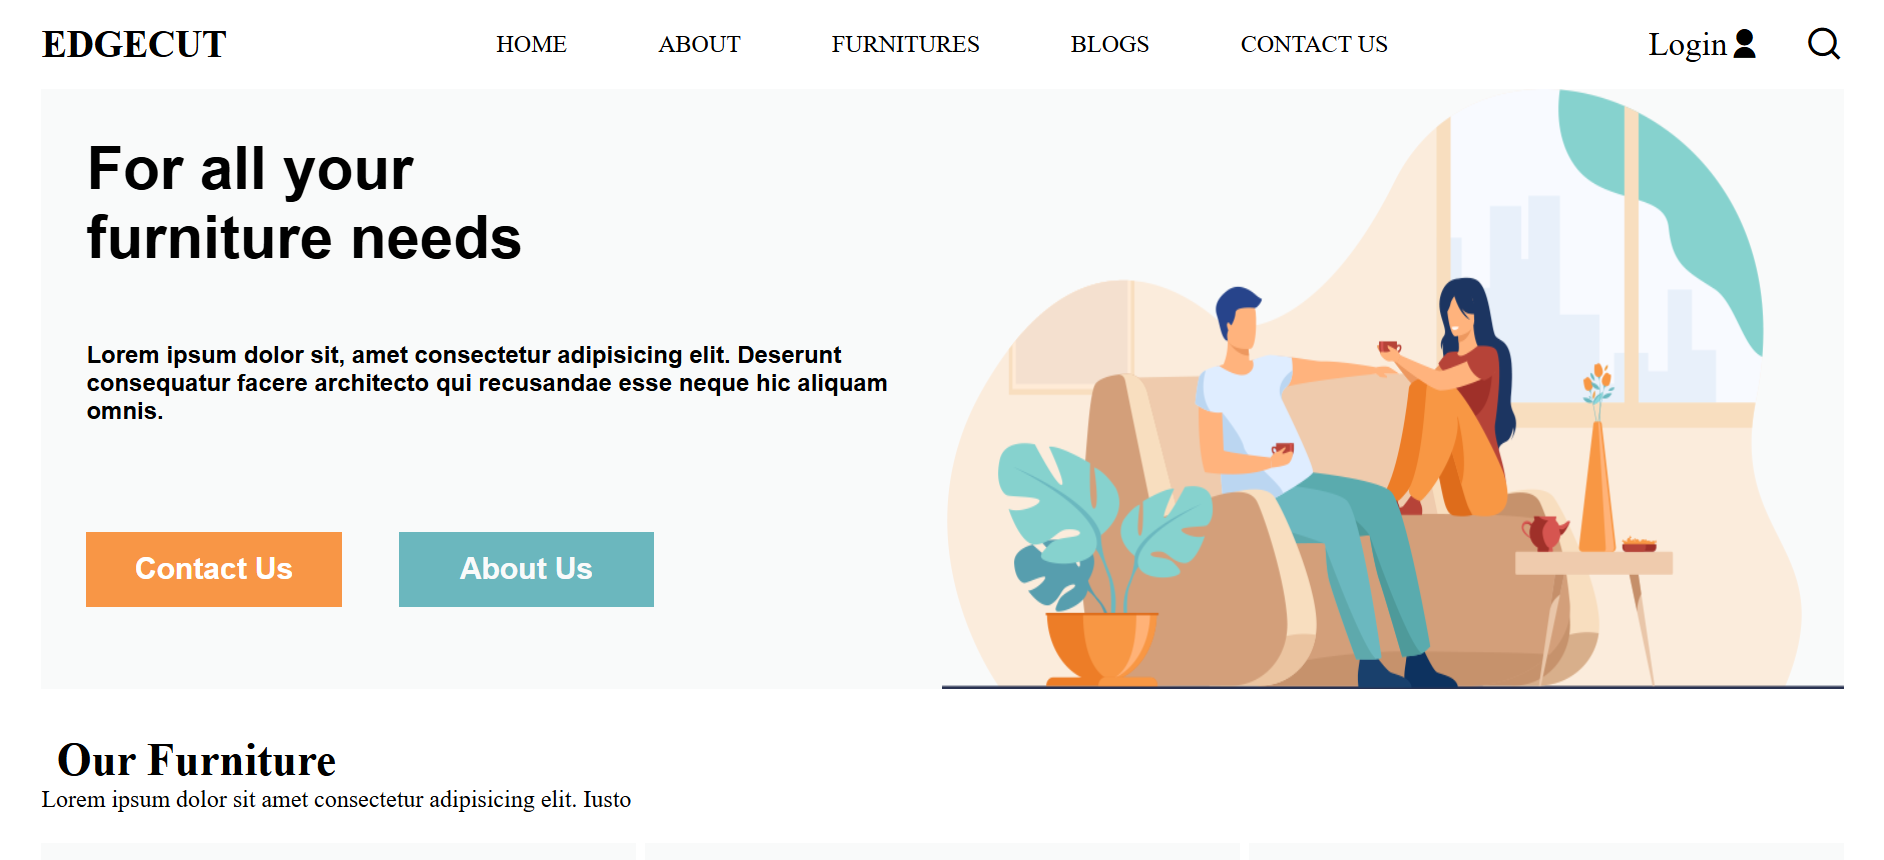 EDGECUT
HOME ABOUT FURNITURES BLOGS CONTACT US
Login
For all your
furniture needs
Lorem ipsum dolor sit, amet consectetur adipisicing elit. Deserunt
consequatur facere architecto qui recusandae esse neque hic aliquam
omnis.
Contact Us
About Us
Our Furniture
Lorem ipsum dolor sit amet consectetur adipisicing elit. Iusto